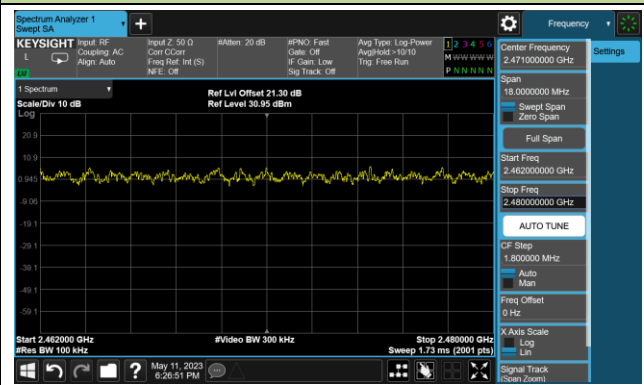 Spectrum Analyzer 1
Swept SA
+
Frequency
KEYSIGHT
L
LXI
Input: RF
Coupling: AC
Align: Auto
Input Z: 50 Ω
Corr CCorr
Freq Ref: Int (S)
NFE: Off
#Atten: 20 dB
#PNO: Fast
Gate: Off
IF Gain: Low
Sig Track: Off
Avg Type: Log-Power
Avg|Hold:>10/10
Trig: Free Run
1 2 3 4 5 6
M W W W W W
P N N N N N
Settings
Center Frequency
2.471000000 GHz
Span
18.0000000 MHz
Swept Span
Zero Span
Full Span
Start Freq
2.462000000 GHz
Stop Freq
2.480000000 GHz
AUTO TUNE
CF Step
1.800000 MHz
Auto
Man
Freq Offset
0 Hz
X Axis Scale
Log
Lin
Signal Track
(Span Zoom)
1 Spectrum
Scale/Div 10 dB
Log
Ref Lvl Offset 21.30 dB
Ref Level 30.95 dBm
20.9
10.9
0.945
-9.06
-19.1
-29.1
-39.1
-49.1
-59.1
Start 2.462000 GHz
#Res BW 100 kHz
#Video BW 300 kHz
Stop 2.480000 GHz
Sweep 1.73 ms (2001 pts)
?
May 11, 2023
6:26:51 PM